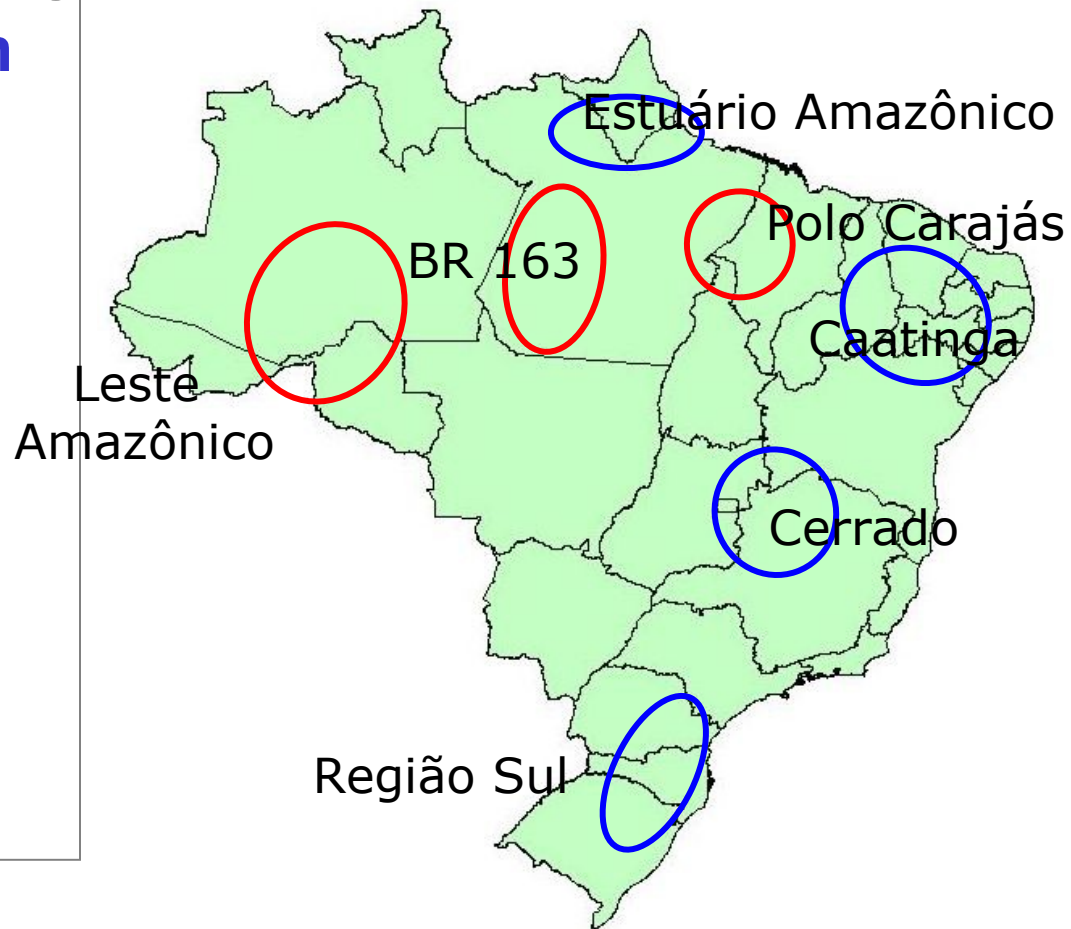 Estuário Amazônico
Polo Carajás
BR 163
Caatinga
Leste
Amazônico
Cerrado
Região Sul